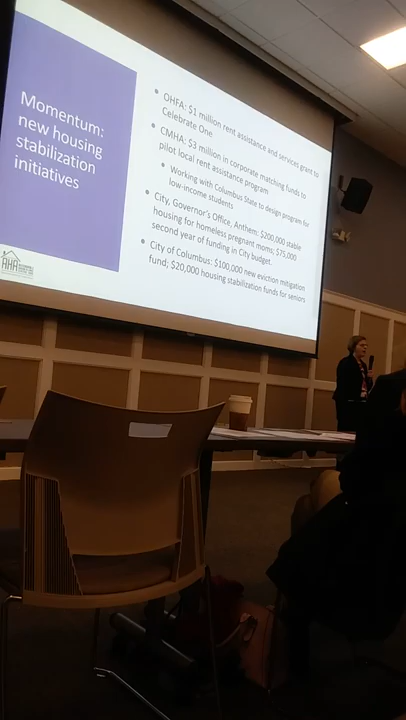 Momentum:
new housing
stabilization
initiatives
• OHFA: $1 million rent assistance and services grant to
Celebrate One
• CMHA: $3 million in corporate matching funds to
pilot local rent assistance program
• Working with Columbus State to design program for
low-income students
• City, Governor's Office, Anthem: $200,000 stable
housing for homeless pregnant moms; $75,000
second year of funding in City budget.
• City of Columbus: $100,000 new eviction mitigation
fund; $20,000 housing stabilization funds for seniors
AHA